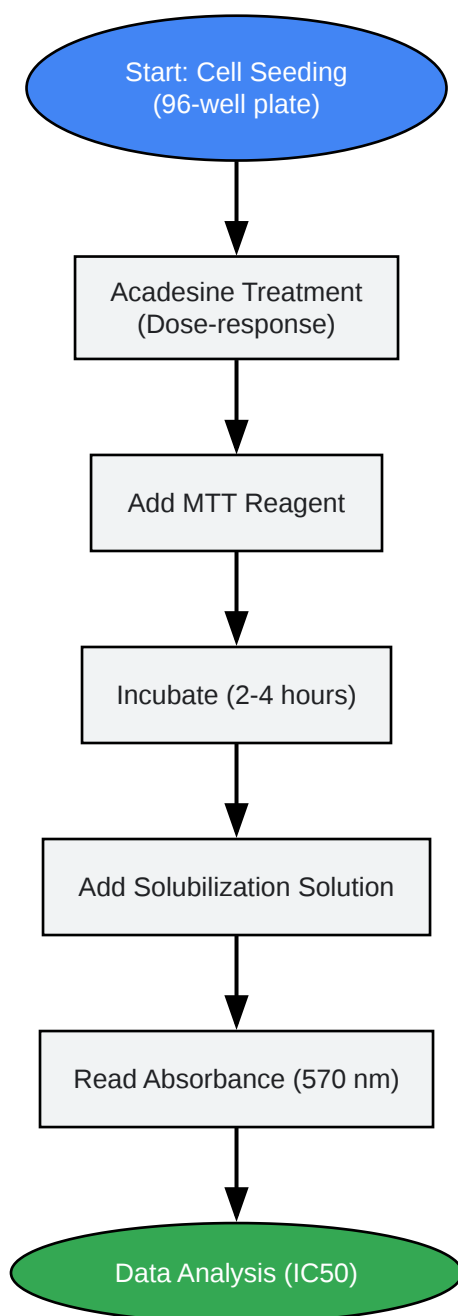 Start: Cell Seeding
(96-well plate)
Acadesine Treatment
(Dose-response)
Add MTT Reagent
Incubate (2-4 hours)
Add Solubilization Solution
Read Absorbance (570 nm)
Data Analysis (IC50)